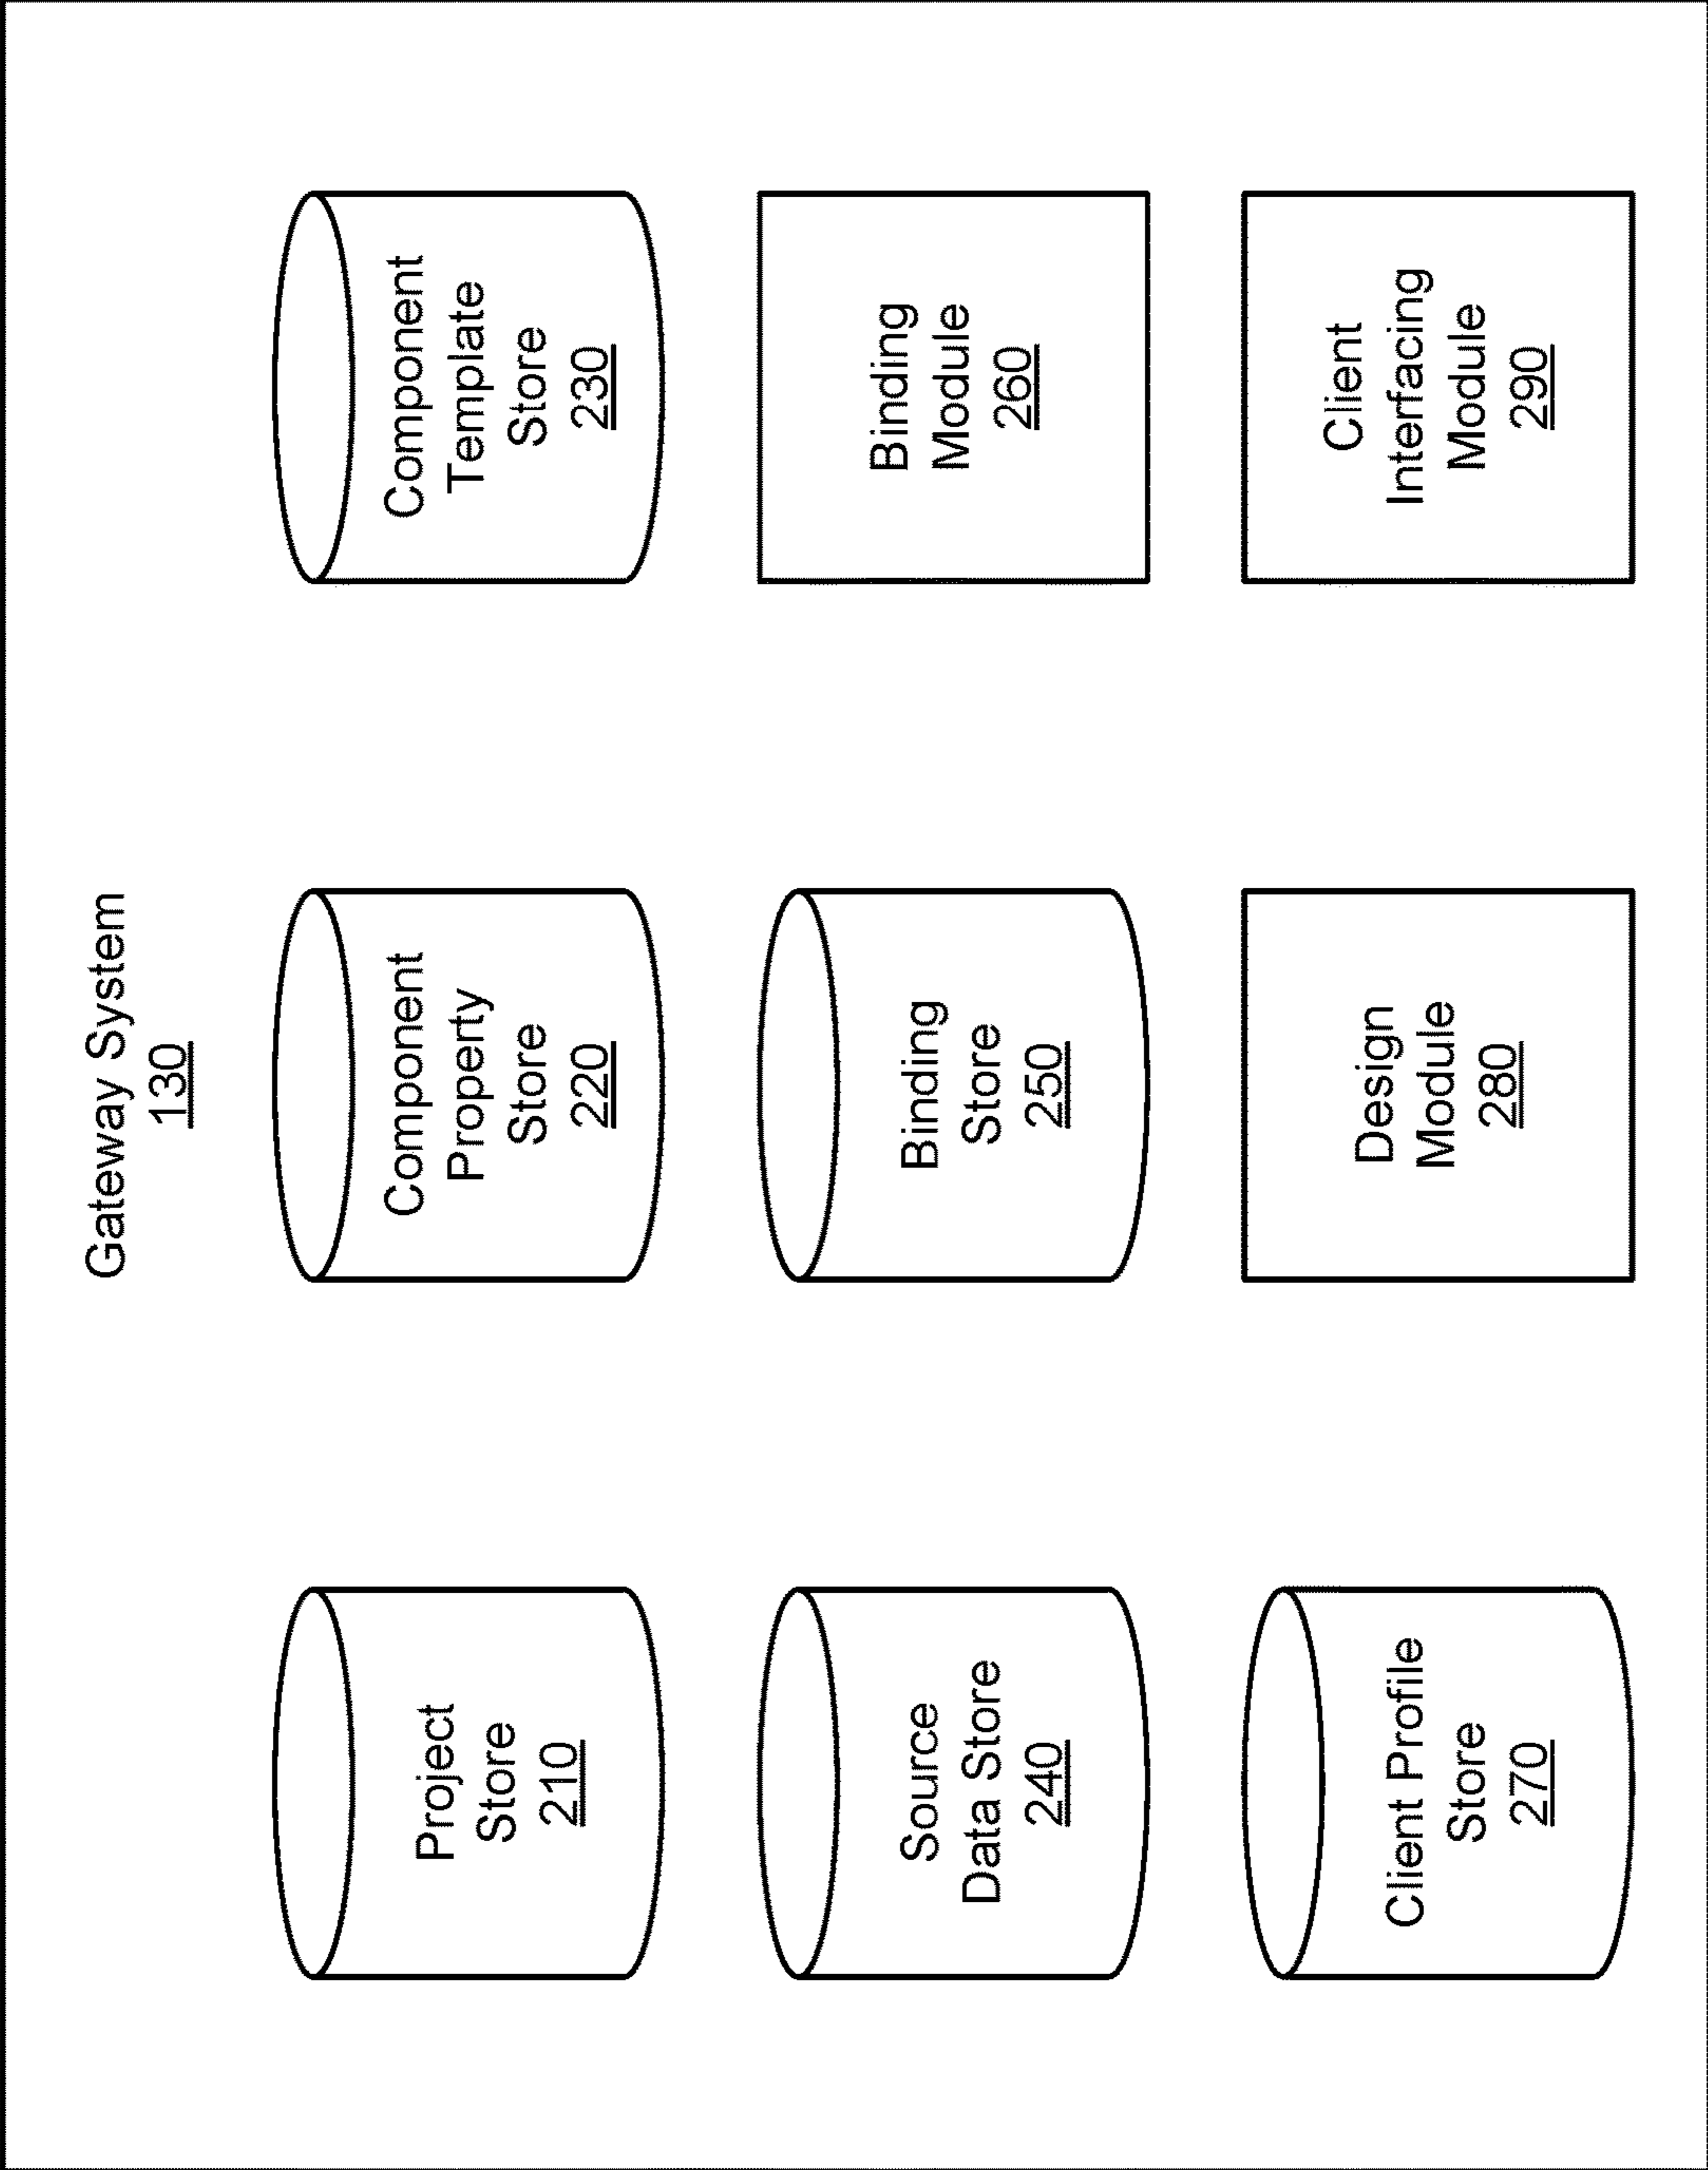 Gateway System
130
Project
Store
210
Component
Property
Store
220
Component
Template
Store
230
Source
Data Store
240
Binding
Store
250
Binding
Module
260
Client Profile
Store
270
Design
Module
280
Client
Interfacing
Module
290